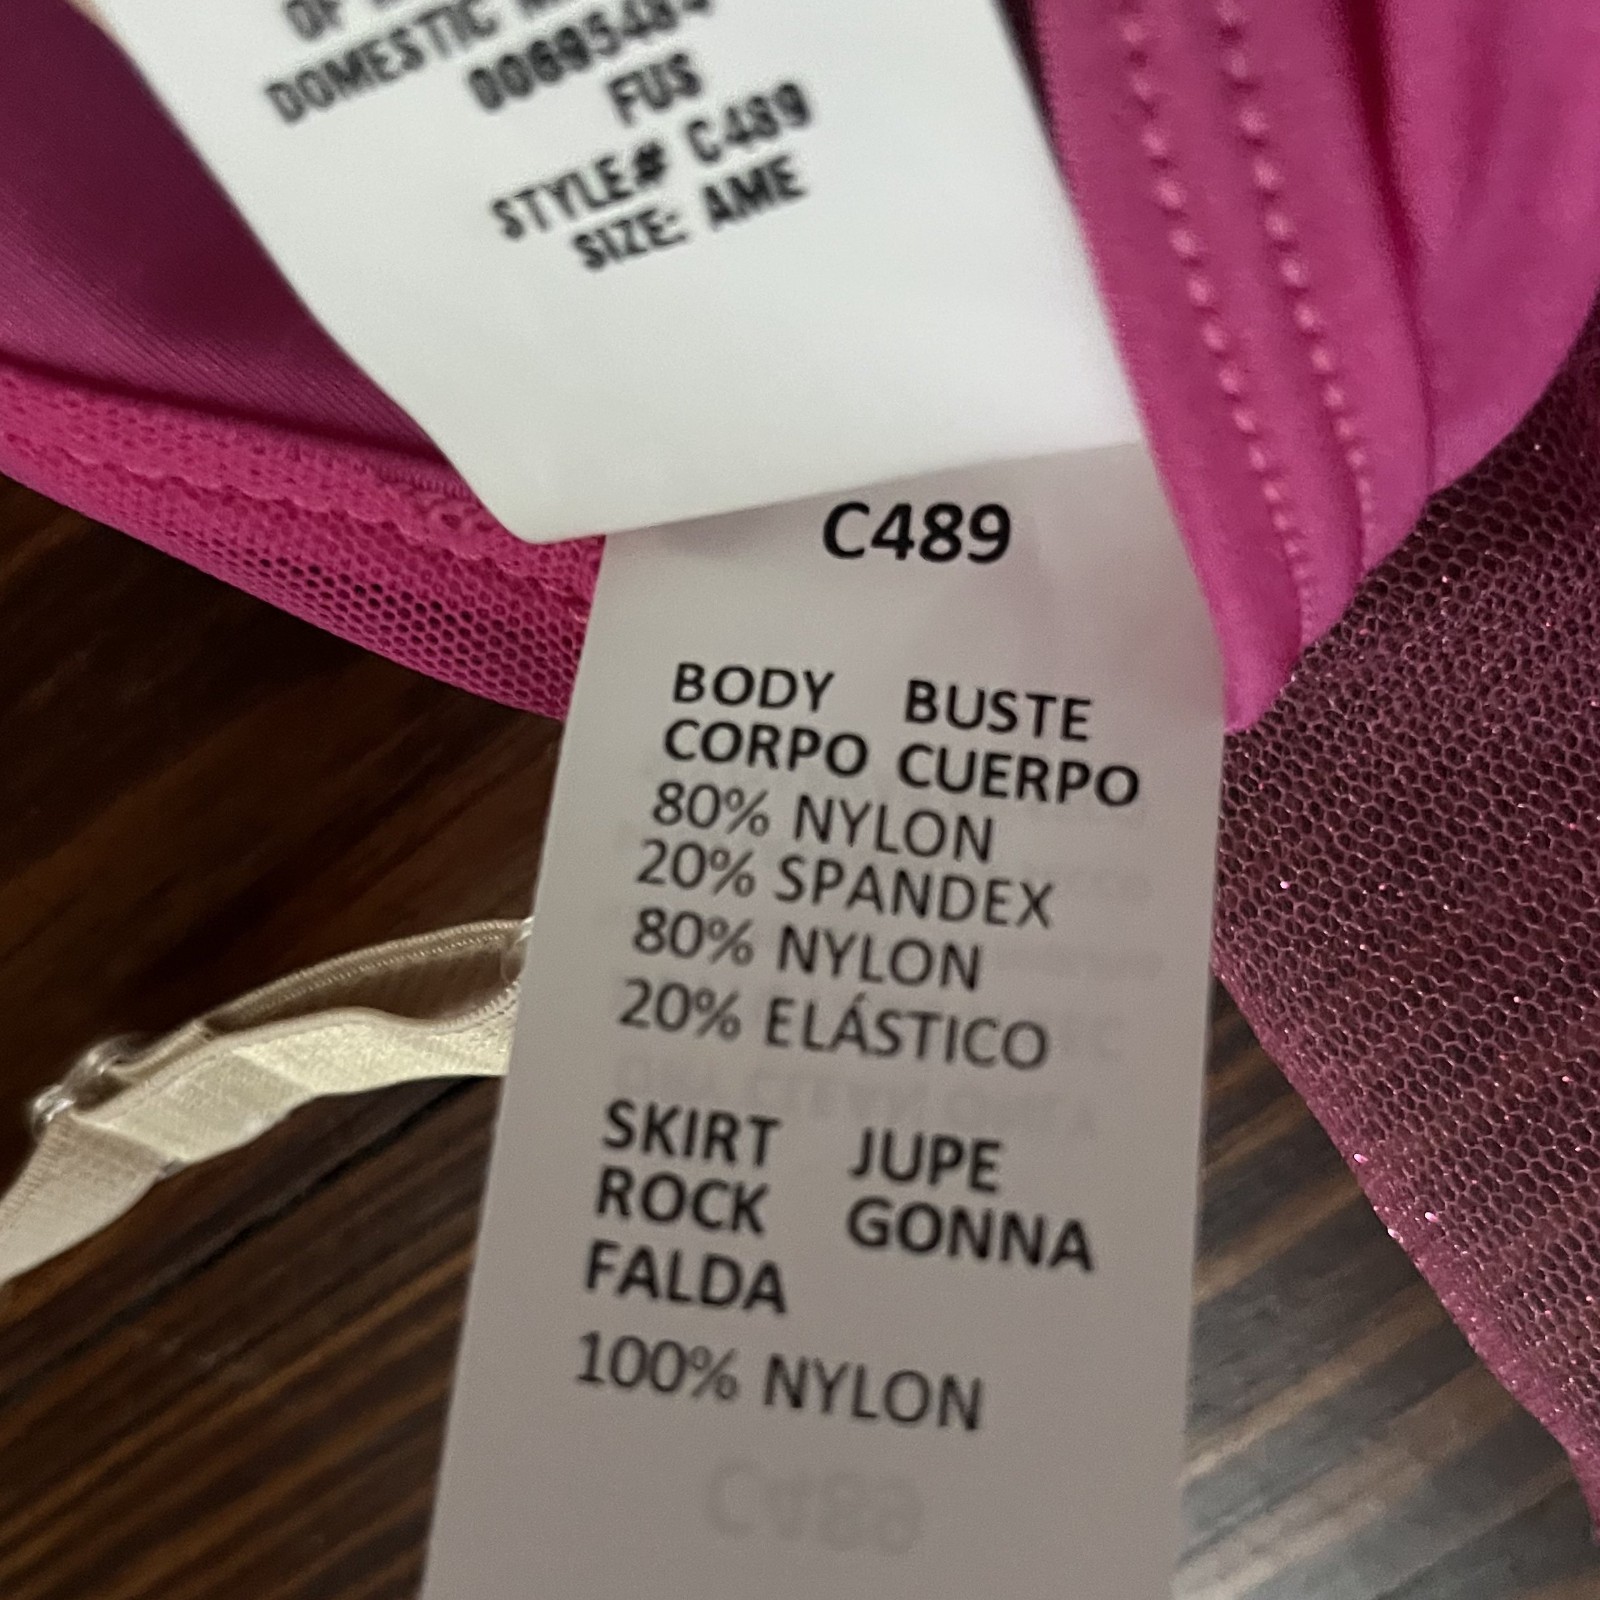 OF
DOMESTIC
FUS
STYLE# C489
SIZE: AME
C489
BODY BUSTE
CORPO CUERPO
80% NYLON
20% SPANDEX
80% NYLON
20% ELÁSTICO
SKIRT JUPE
ROCK GONNA
FALDA
100% NYLON